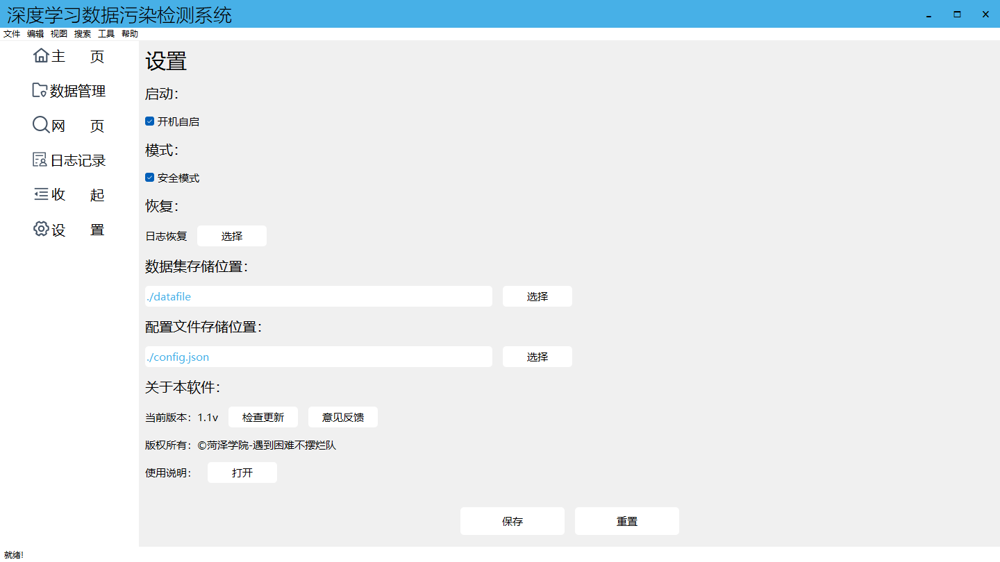 深度学习数据污染检测系统
文件 编辑 视图 搜索 工具 帮助
主 页
数据管理
网 页
日志记录
收 起
设 置
设置
启动：
开机自启
模式：
安全模式
恢复：
日志恢复 选择
数据集存储位置：
./datafile 选择
配置文件存储位置：
./config.json 选择
关于本软件：
当前版本：1.1v 检查更新 意见反馈
版权所有：©菏泽学院-遇到困难不摆烂队
使用说明： 打开
保存 重置
就绪!